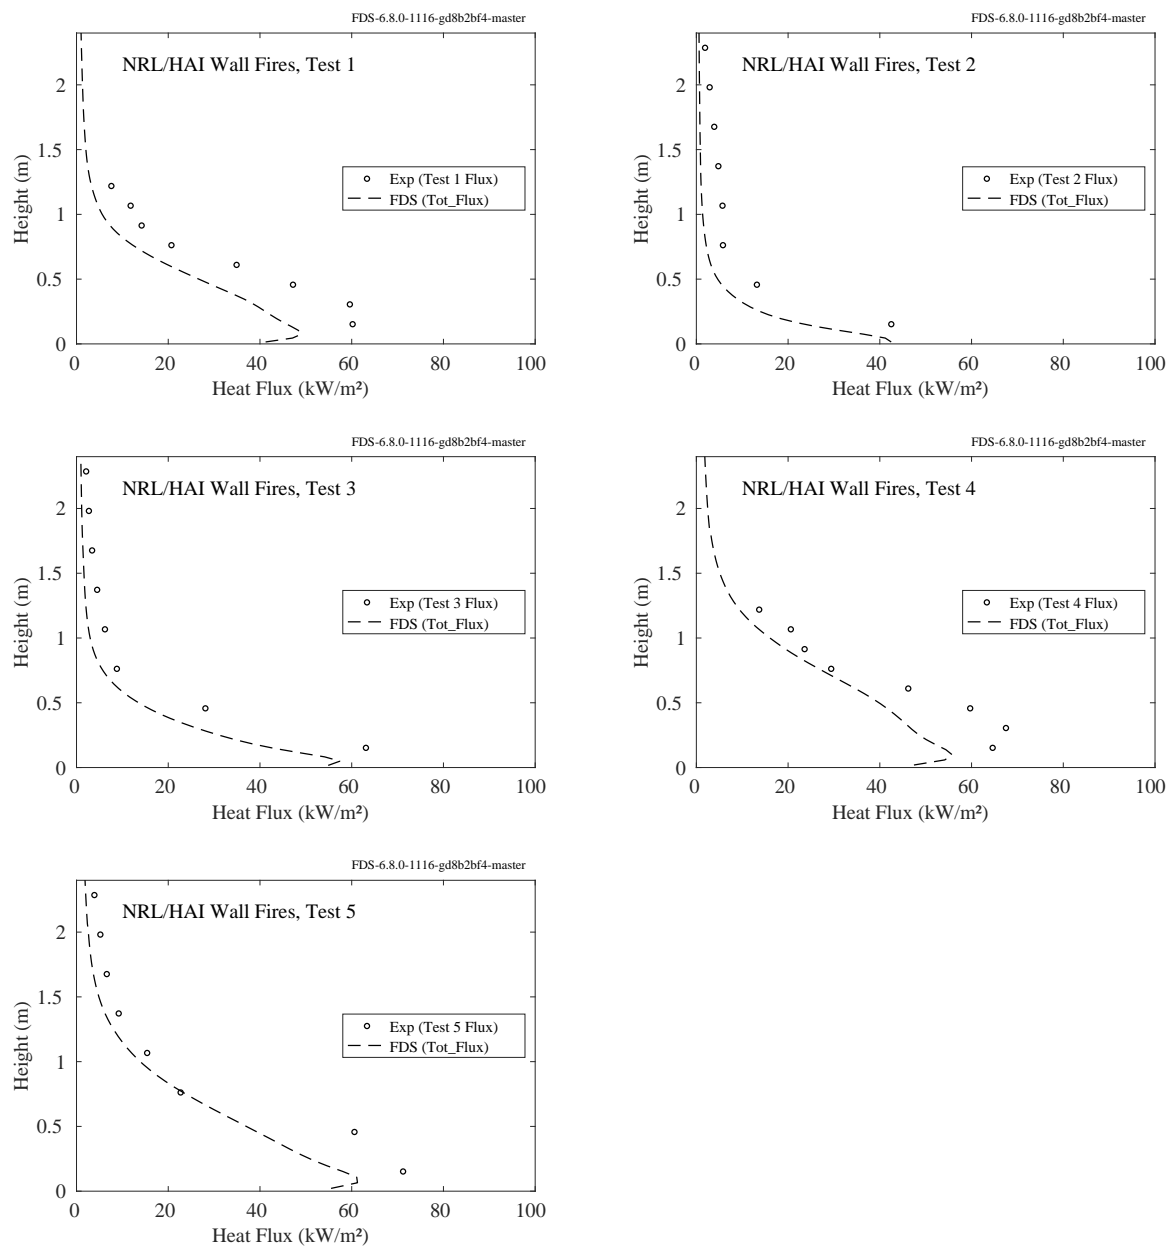 FDS-6.8.0-1116-gd8b2bf4-master
NRL/HAI Wall Fires, Test 1
Exp (Test 1 Flux)
FDS (Tot_Flux)
Height (m)
2
1.5
1
0.5
0
0 20 40 60 80 100
Heat Flux (kW/m²)
FDS-6.8.0-1116-gd8b2bf4-master
NRL/HAI Wall Fires, Test 2
Exp (Test 2 Flux)
FDS (Tot_Flux)
Height (m)
2
1.5
1
0.5
0
0 20 40 60 80 100
Heat Flux (kW/m²)
FDS-6.8.0-1116-gd8b2bf4-master
NRL/HAI Wall Fires, Test 3
Exp (Test 3 Flux)
FDS (Tot_Flux)
Height (m)
2
1.5
1
0.5
0
0 20 40 60 80 100
Heat Flux (kW/m²)
FDS-6.8.0-1116-gd8b2bf4-master
NRL/HAI Wall Fires, Test 4
Exp (Test 4 Flux)
FDS (Tot_Flux)
Height (m)
2
1.5
1
0.5
0
0 20 40 60 80 100
Heat Flux (kW/m²)
FDS-6.8.0-1116-gd8b2bf4-master
NRL/HAI Wall Fires, Test 5
Exp (Test 5 Flux)
FDS (Tot_Flux)
Height (m)
2
1.5
1
0.5
0
0 20 40 60 80 100
Heat Flux (kW/m²)